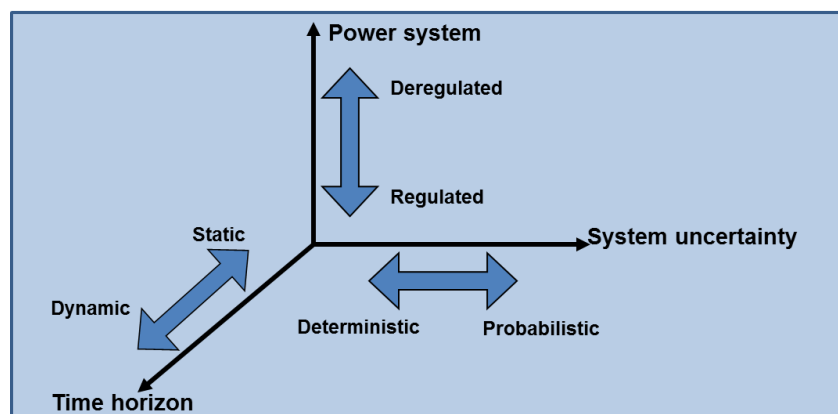 Power system
Deregulated
Regulated
Static
System uncertainty
Dynamic
Deterministic
Probabilistic
Time horizon